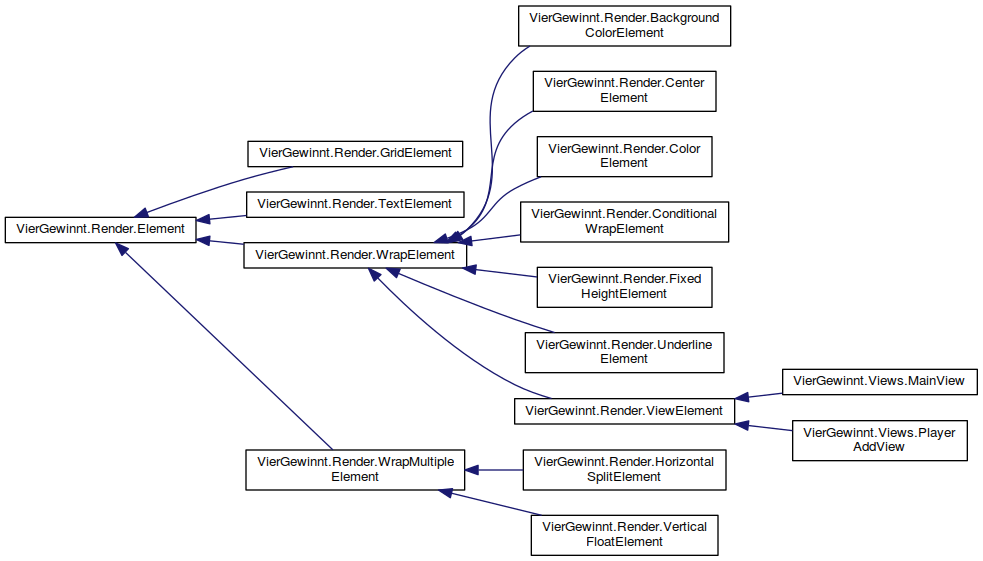 VierGewinnt.Render.Element
VierGewinnt.Render.GridElement
VierGewinnt.Render.TextElement
VierGewinnt.Render.WrapElement
VierGewinnt.Render.WrapMultiple
Element
VierGewinnt.Render.Background
ColorElement
VierGewinnt.Render.Center
Element
VierGewinnt.Render.Color
Element
VierGewinnt.Render.Conditional
WrapElement
VierGewinnt.Render.Fixed
HeightElement
VierGewinnt.Render.Underline
Element
VierGewinnt.Render.ViewElement
VierGewinnt.Render.Horizontal
SplitElement
VierGewinnt.Render.Vertical
FloatElement
VierGewinnt.Views.MainView
VierGewinnt.Views.Player
AddView